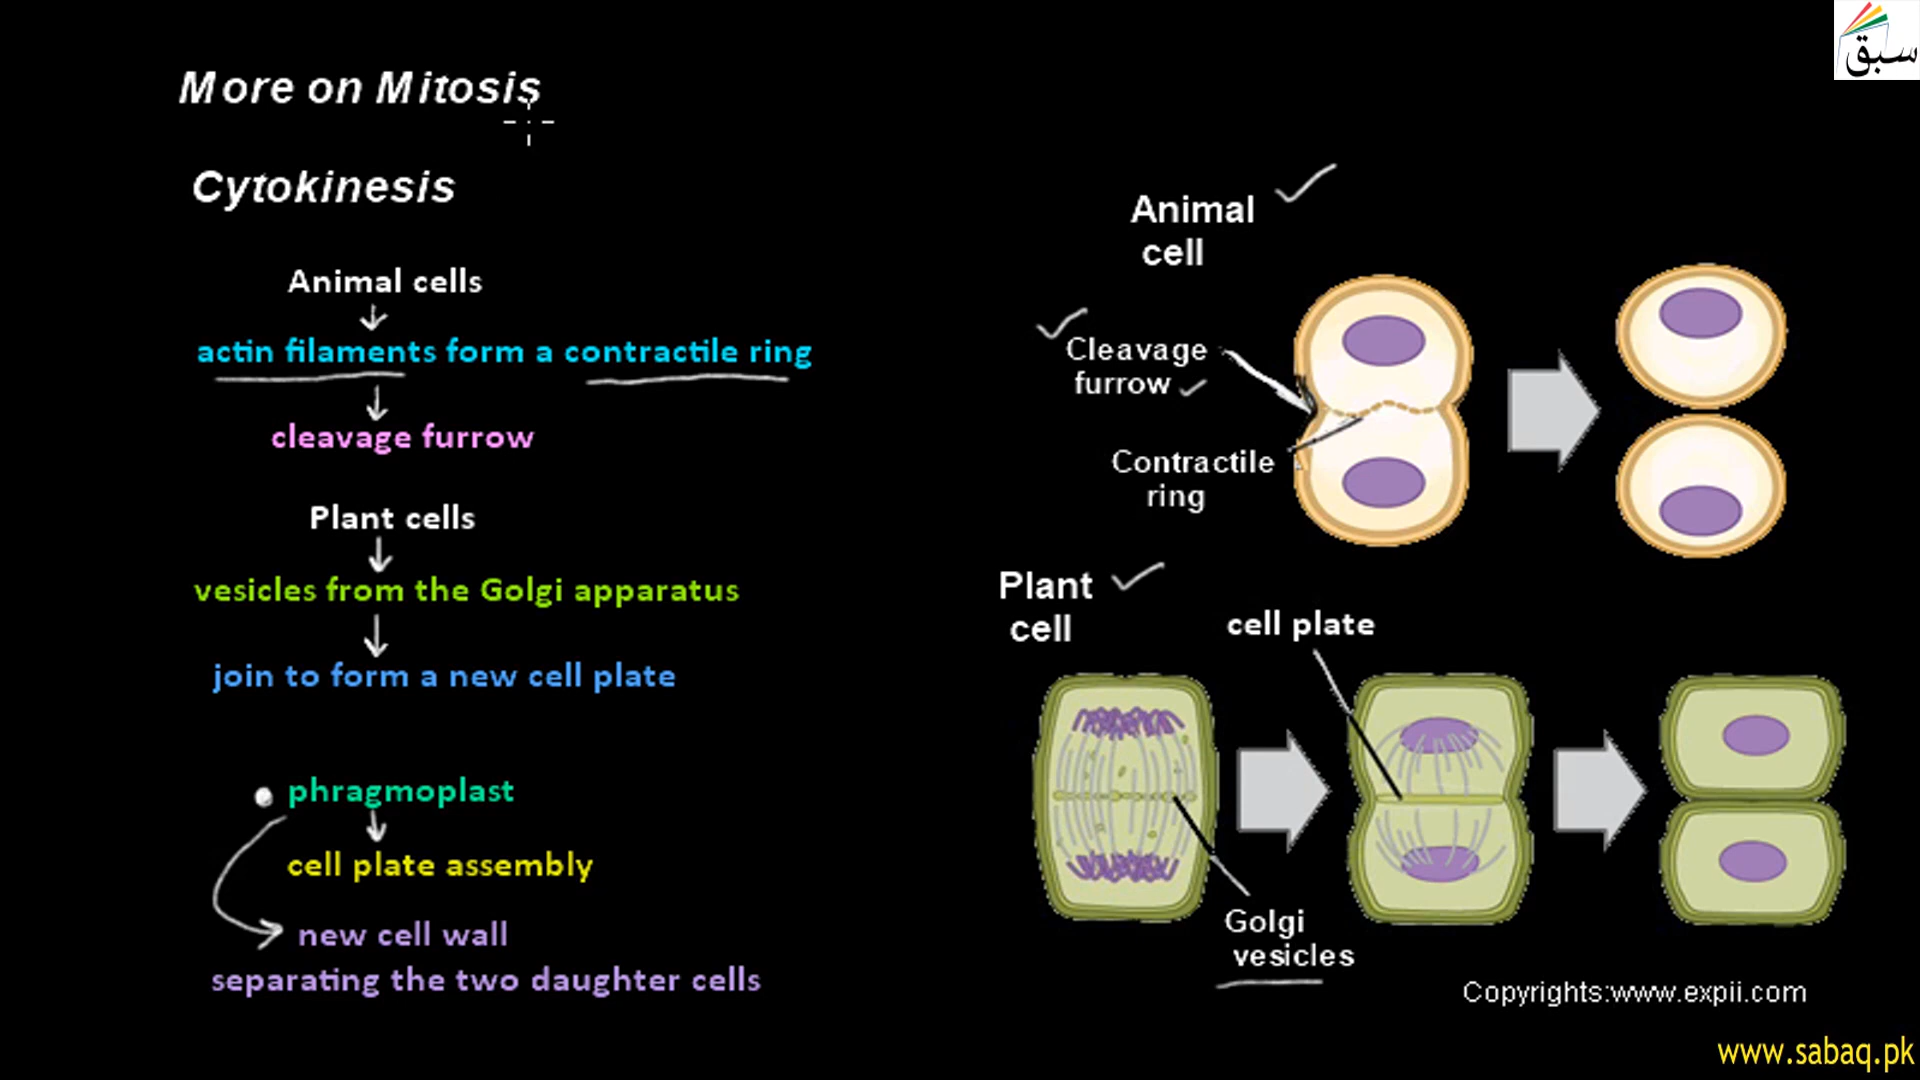 سبق
More on Mitosis
Cytokinesis
Animal cells
actin filaments form a contractile ring
cleavage furrow
Plant cells
vesicles from the Golgi apparatus
join to form a new cell plate
phragmoplast
cell plate assembly
new cell wall
separating the two daughter cells
Animal
cell
Cleavage
furrow
Contractile
ring
Plant
cell
cell plate
Golgi
vesicles
Copyrights:www.expii.com
www.sabaq.pk